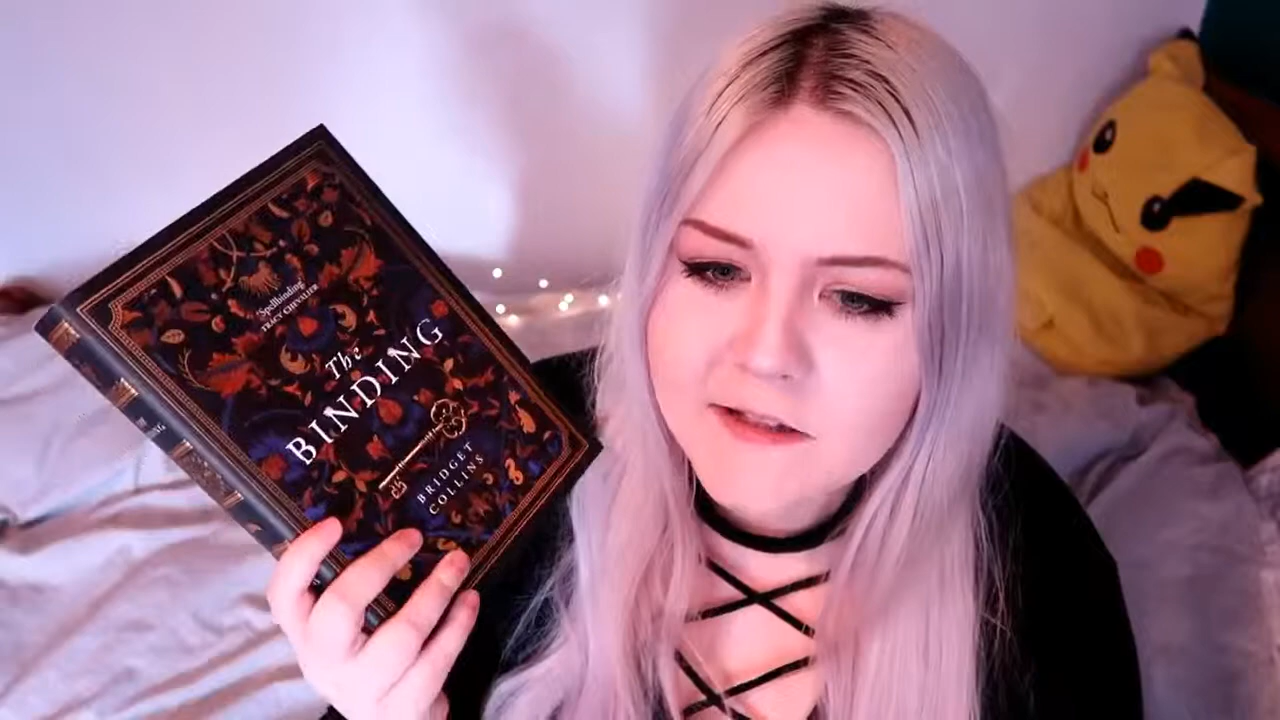 'Spellbinding'
TRACY CHEVALIER
The
BINDING
BRIDGET
COLLINS